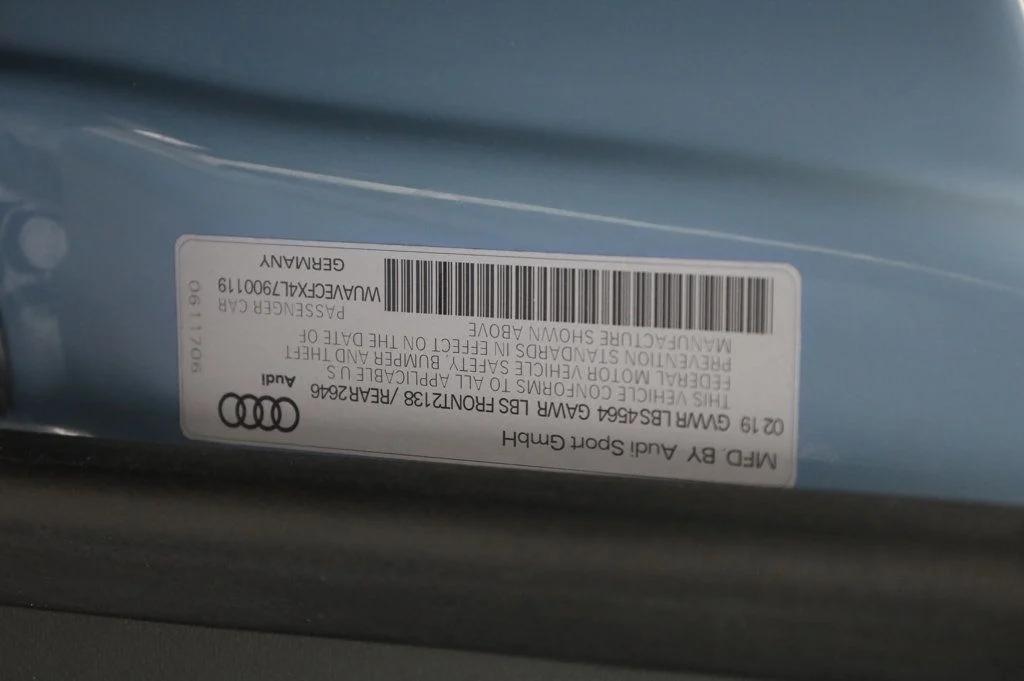 MFD. BY Audi Sport GmbH
02 19 GVWR LBS4564 GAWR LBS FRONT2138 /REAR2646
THIS VEHICLE CONFORMS TO ALL APPLICABLE U.S.
FEDERAL MOTOR VEHICLE SAFETY, BUMPER AND THEFT
PREVENTION STANDARDS IN EFFECT ON THE DATE OF
MANUFACTURE SHOWN ABOVE
Audi
PASSENGER CAR
WUAVECFX4L7900119
GERMANY
0611706